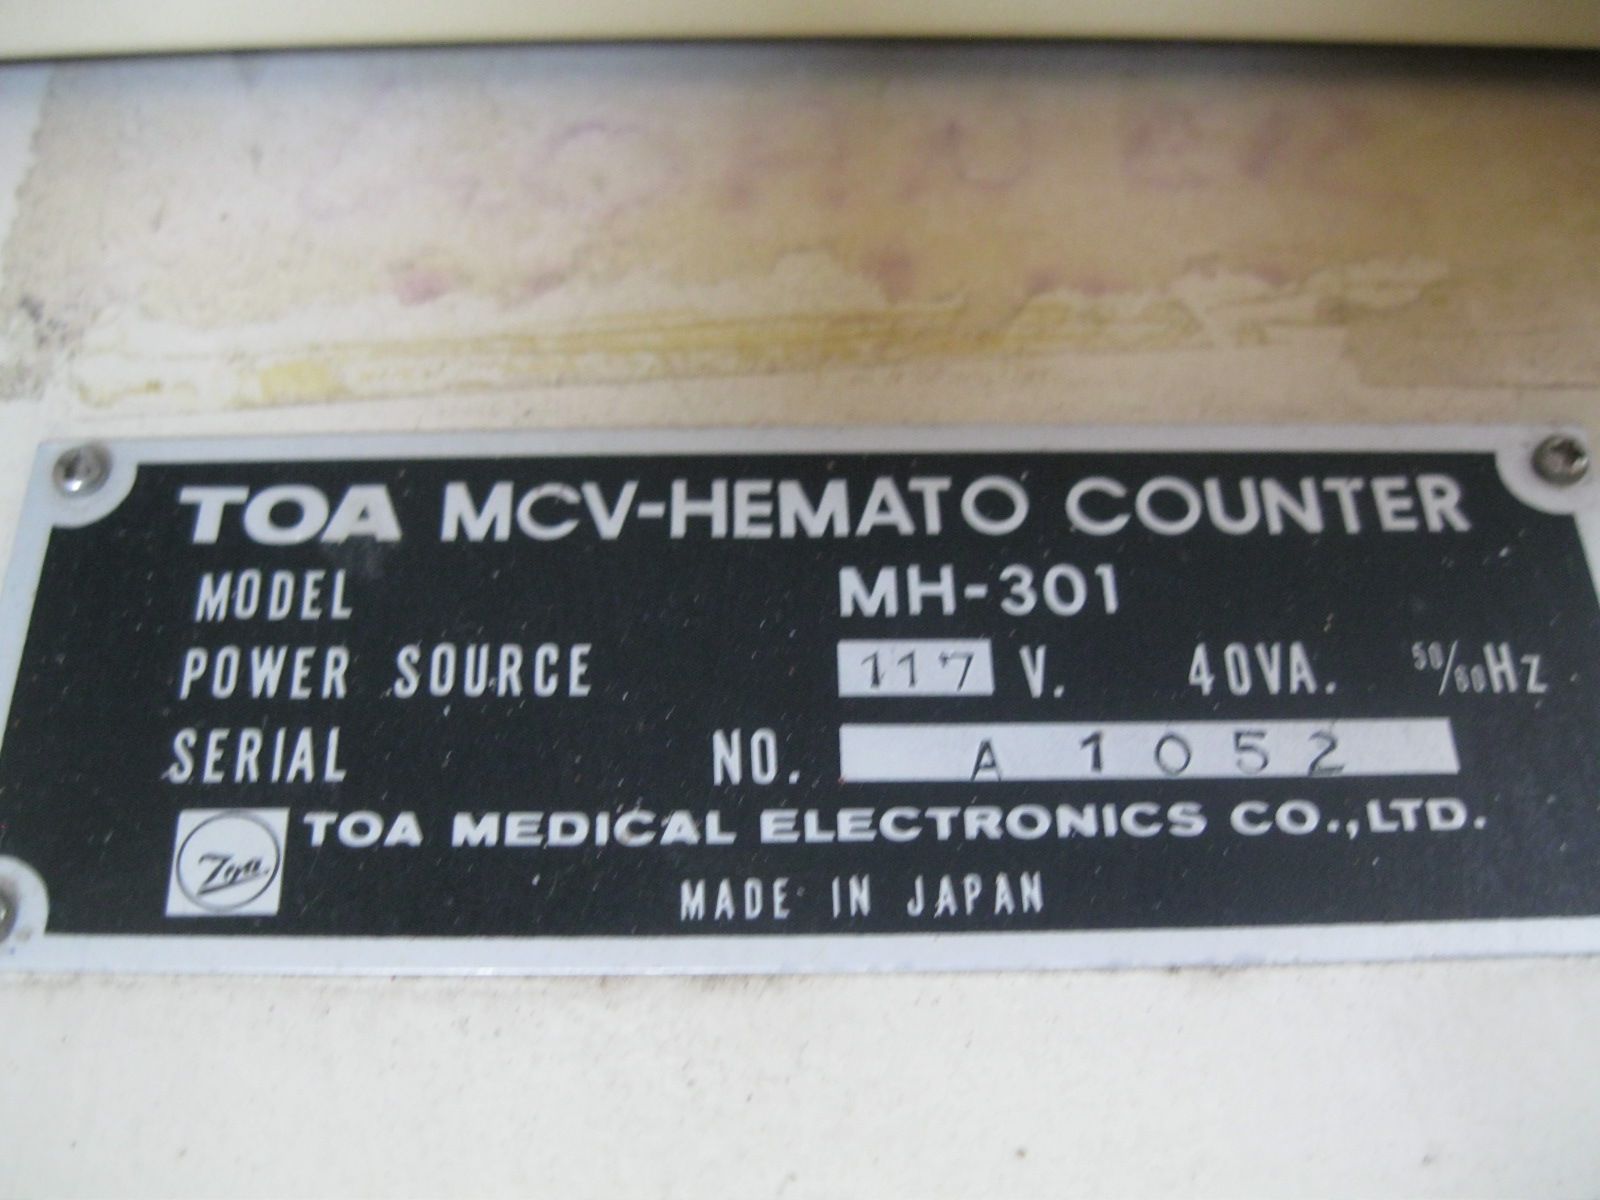 TOA MCV-HEMATO COUNTER
MODEL MH-301
POWER SOURCE 117 V. 40VA. 50/60Hz
SERIAL NO. A 1052
Toa TOA MEDICAL ELECTRONICS CO.,LTD.
MADE IN JAPAN